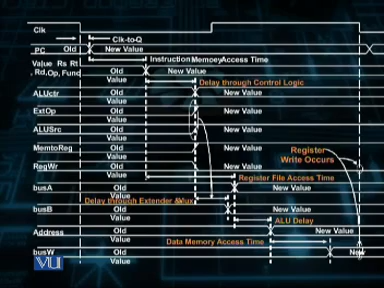 Clk
Clk-to-Q
PC Old New Value
Value Rs Rt Instruction MemoeyAccess Time
, Rd,Op, Func Old New Value
Value Delay through Control Logic
ALUctr Old New Value
Value
ExtOp Old New Value
Value
ALUSrc Old New Value
Value
MemtoReg Old New Value Register
Value Write Occurs
RegWr Old New Value
Value Register File Access Time
busA Old New Value
Value
Delay through Extender &Mux
busB Old New Value
Value ALU Delay
Address Old New Value
Value Data Memory Access Time
busW Old New
VU Value